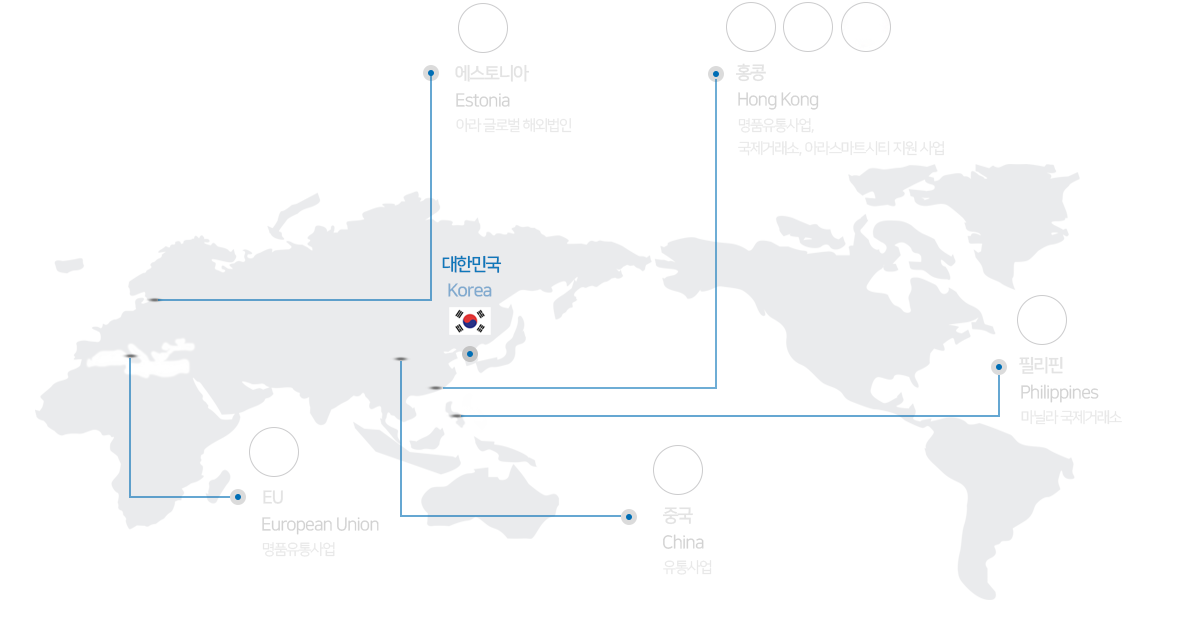 에스토니아
Estonia
아라 글로벌 해외법인
홍콩
Hong Kong
명품유통사업,
국제거래소, 아라스마트시티 지원 사업
대한민국
Korea
필리핀
Philippines
마닐라 국제거래소
EU
European Union
명품유통사업
중국
China
유통사업